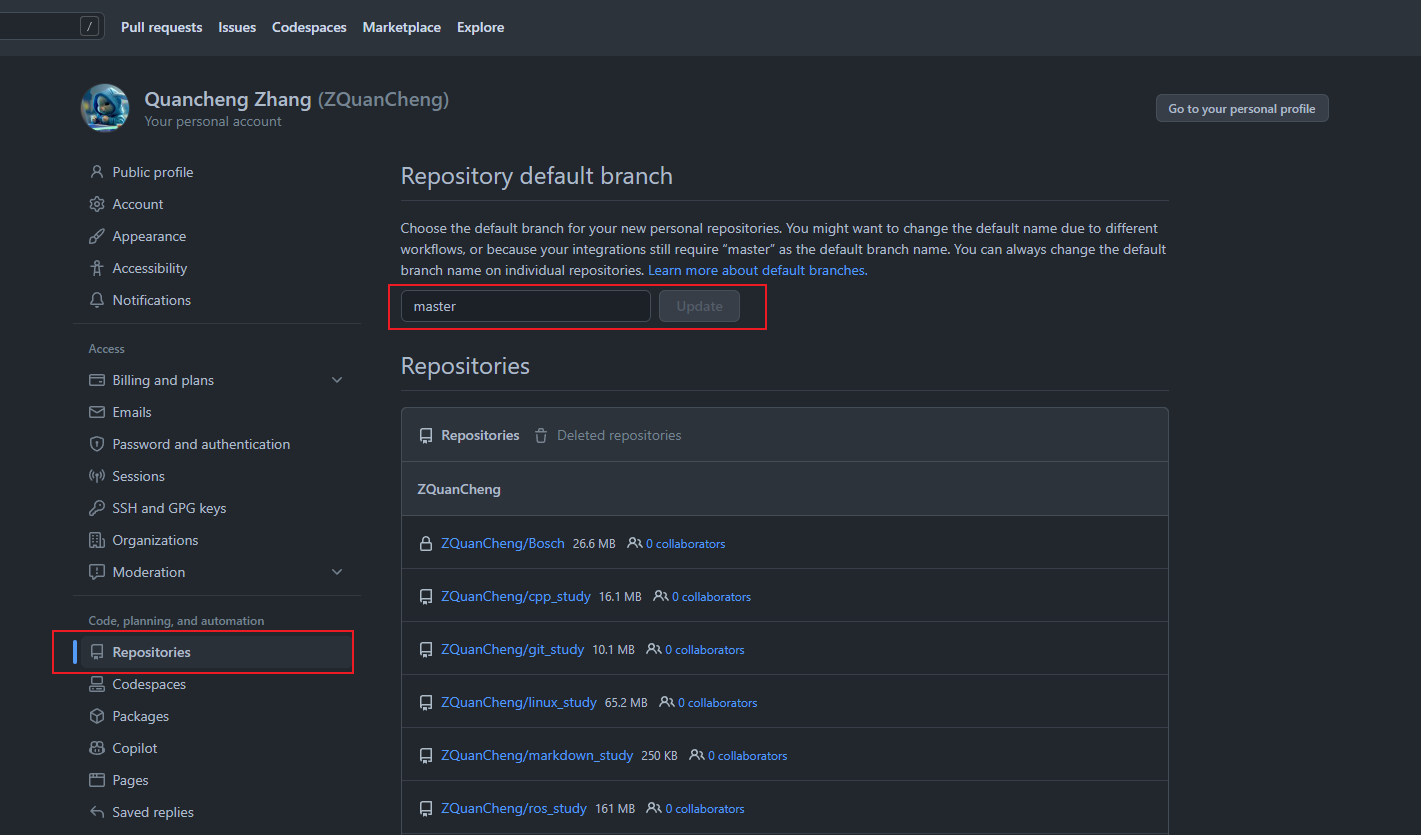 / Pull requests Issues Codespaces Marketplace Explore
Quancheng Zhang (ZQuanCheng)
Your personal account
Go to your personal profile
Public profile
Account
Appearance
Accessibility
Notifications
Access
Billing and plans
Emails
Password and authentication
Sessions
SSH and GPG keys
Organizations
Moderation
Code, planning, and automation
Repositories
Codespaces
Packages
Copilot
Pages
Saved replies
Repository default branch
Choose the default branch for your new personal repositories. You might want to change the default name due to different
workflows, or because your integrations still require “master” as the default branch name. You can always change the default
branch name on individual repositories. Learn more about default branches.
master Update
Repositories
Repositories Deleted repositories
ZQuanCheng
ZQuanCheng/Bosch 26.6 MB 0 collaborators
ZQuanCheng/cpp_study 16.1 MB 0 collaborators
ZQuanCheng/git_study 10.1 MB 0 collaborators
ZQuanCheng/linux_study 65.2 MB 0 collaborators
ZQuanCheng/markdown_study 250 KB 0 collaborators
ZQuanCheng/ros_study 161 MB 0 collaborators